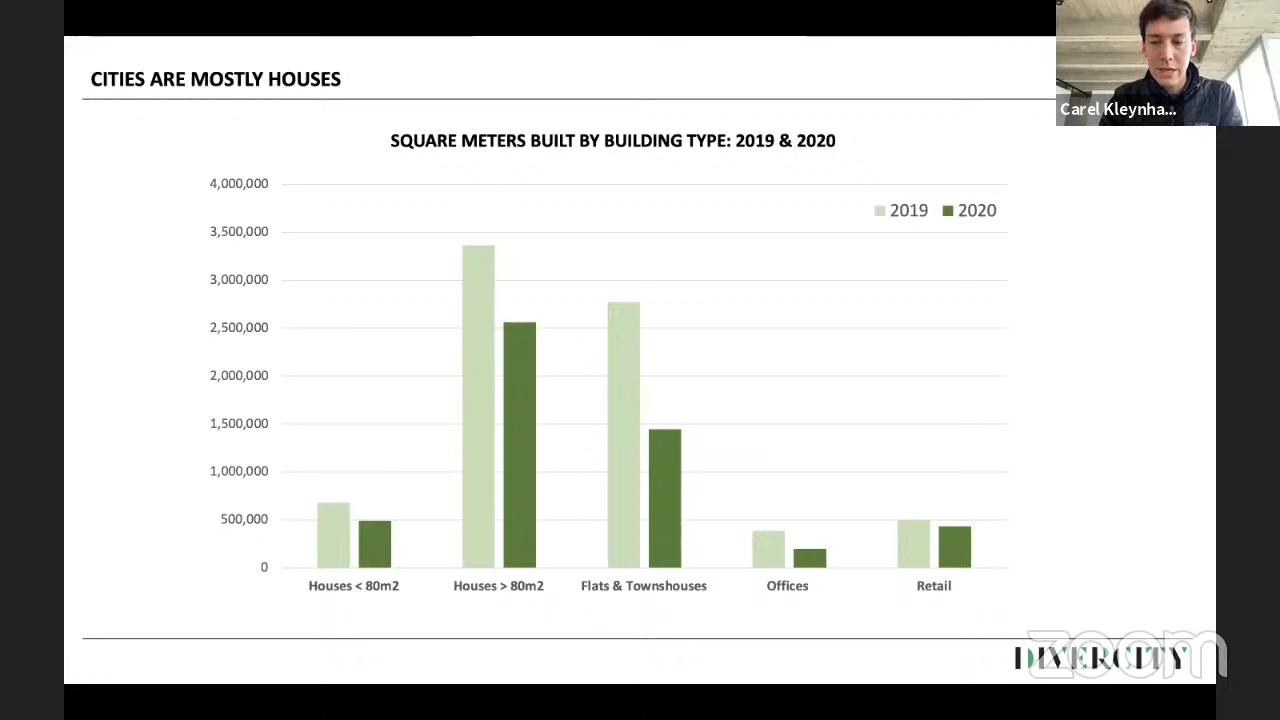 CITIES ARE MOSTLY HOUSES
Carel Kleynha...
SQUARE METERS BUILT BY BUILDING TYPE: 2019 & 2020
4,000,000
2019 2020
3,500,000
3,000,000
2,500,000
2,000,000
1,500,000
1,000,000
500,000
0
Houses < 80m2 Houses > 80m2 Flats & Townhouses Offices Retail
DIVERCITY
zoom